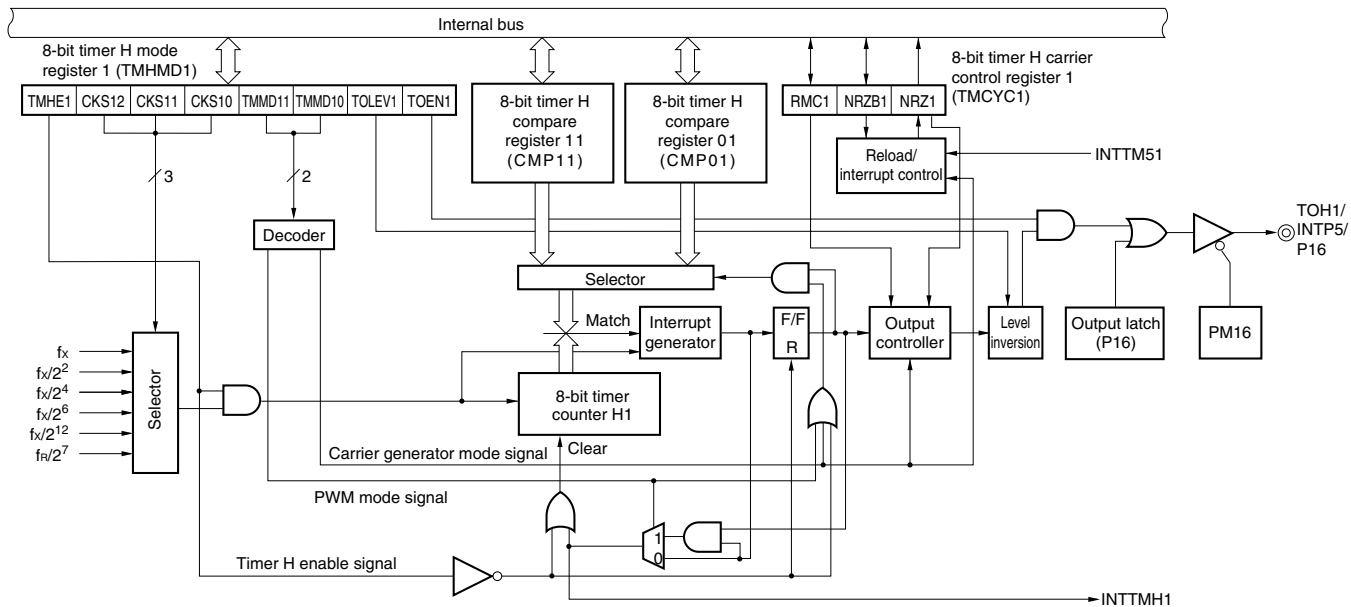 Internal bus
8-bit timer H mode
register 1 (TMHMD1)
8-bit timer H carrier
control register 1
(TMCYC1)
TMHE1 CKS12 CKS11 CKS10 TMMD11 TMMD10 TOLEV1 TOEN1
8-bit timer H
compare
register 11
(CMP11)
8-bit timer H
compare
register 01
(CMP01)
RMC1 NRZB1 NRZ1
Reload/
interrupt control
INTTM51
3
2
Decoder
TOH1/
INTP5/
P16
Selector
Match
Interrupt
generator
F/F
R
Output
controller
Level
inversion
Output latch
(P16)
PM16
fX
fX/2²
fX/2⁴
fX/2⁶
fX/2¹²
fR/2⁷
Selector
8-bit timer
counter H1
Clear
Carrier generator mode signal
PWM mode signal
1
0
Timer H enable signal
INTTMH1